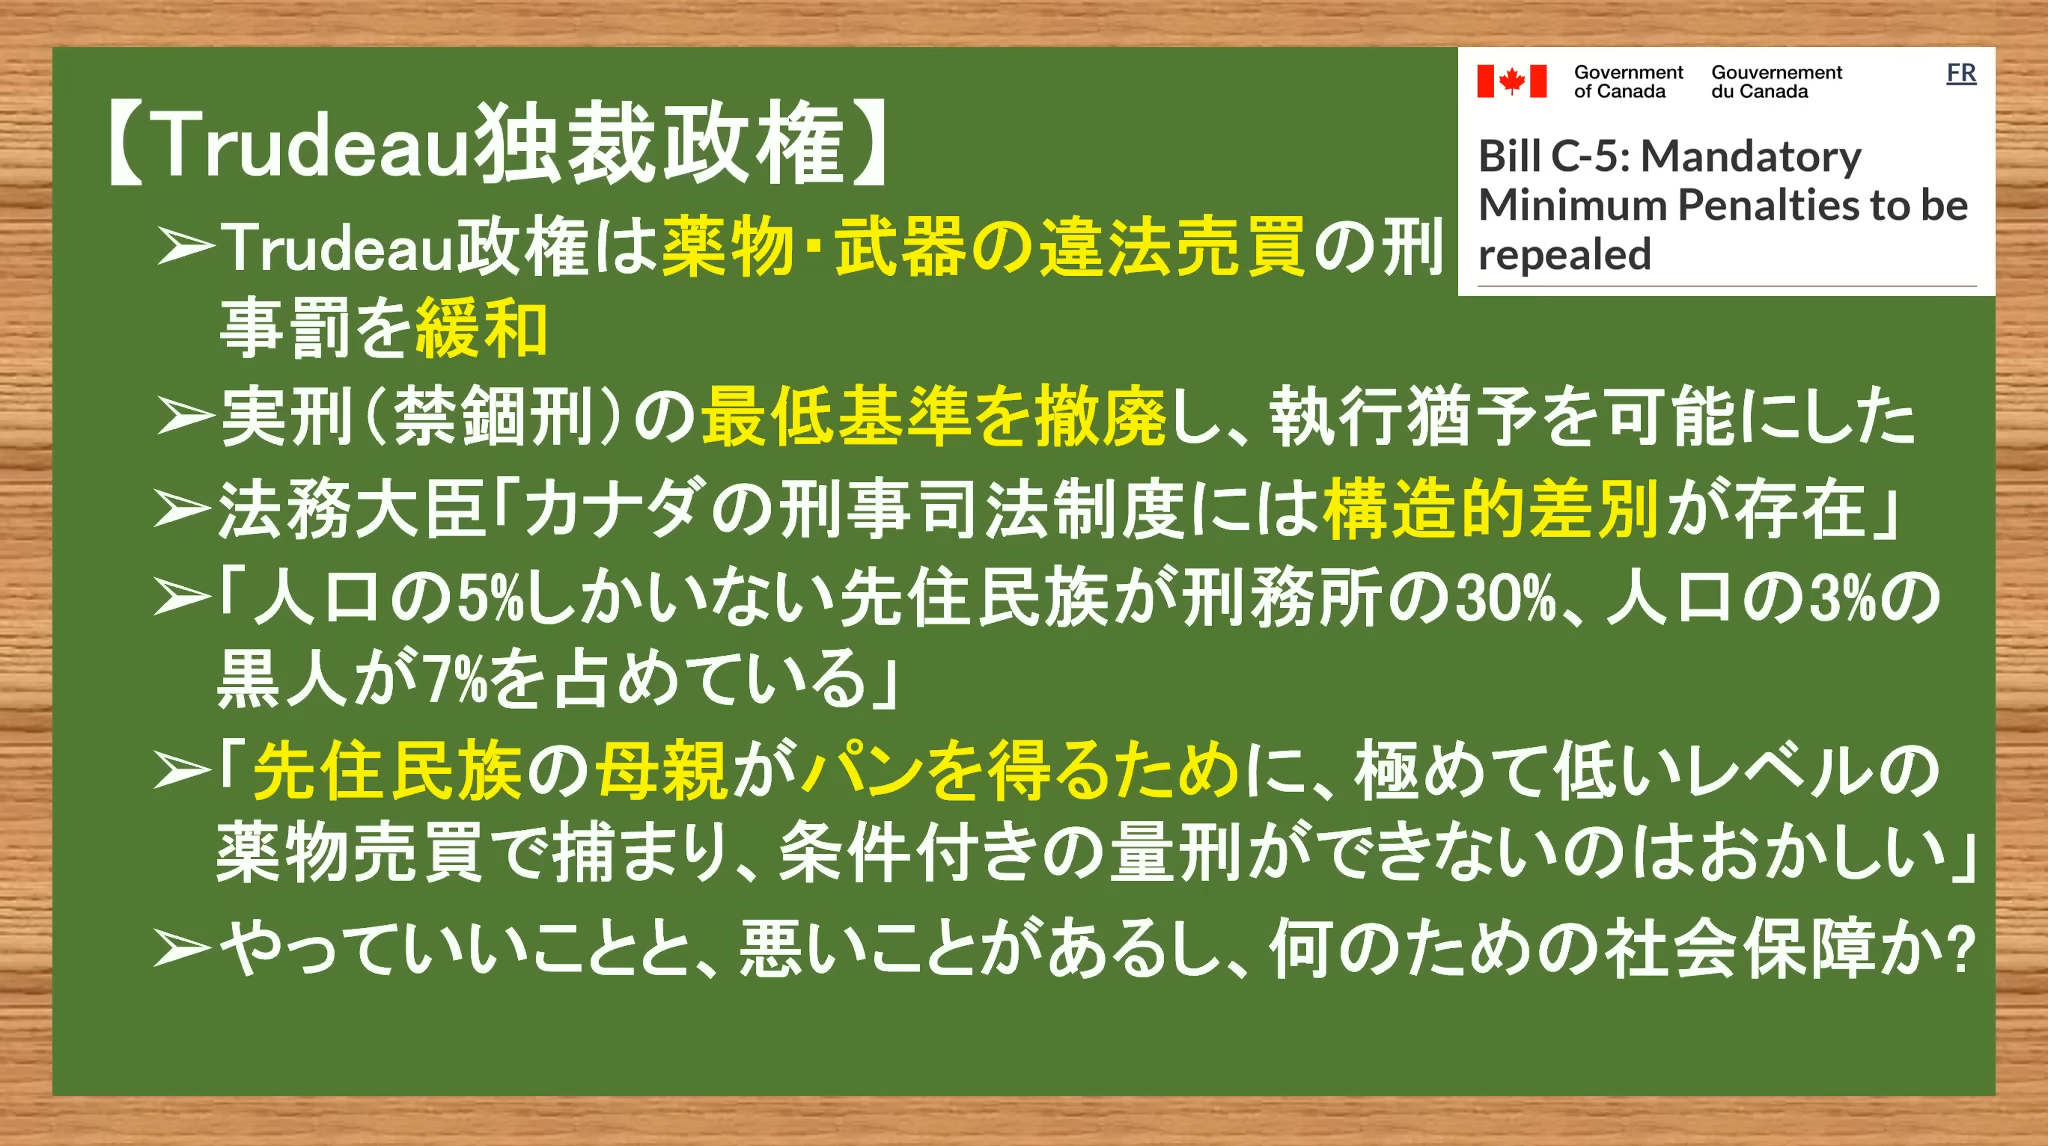 【Trudeau独裁政権】
Government of Canada
Gouvernement du Canada
FR
Bill C-5: Mandatory
Minimum Penalties to be
repealed
➢Trudeau政権は薬物・武器の違法売買の刑
事罰を緩和
➢実刑(禁錮刑)の最低基準を撤廃し、執行猶予を可能にした
➢法務大臣「カナダの刑事司法制度には構造的差別が存在」
➢「人口の5%しかいない先住民族が刑務所の30%、人口の3%の
黒人が7%を占めている」
➢「先住民族の母親がパンを得るために、極めて低いレベルの
薬物売買で捕まり、条件付きの量刑ができないのはおかしい」
➢やっていいことと、悪いことがあるし、何のための社会保障か?